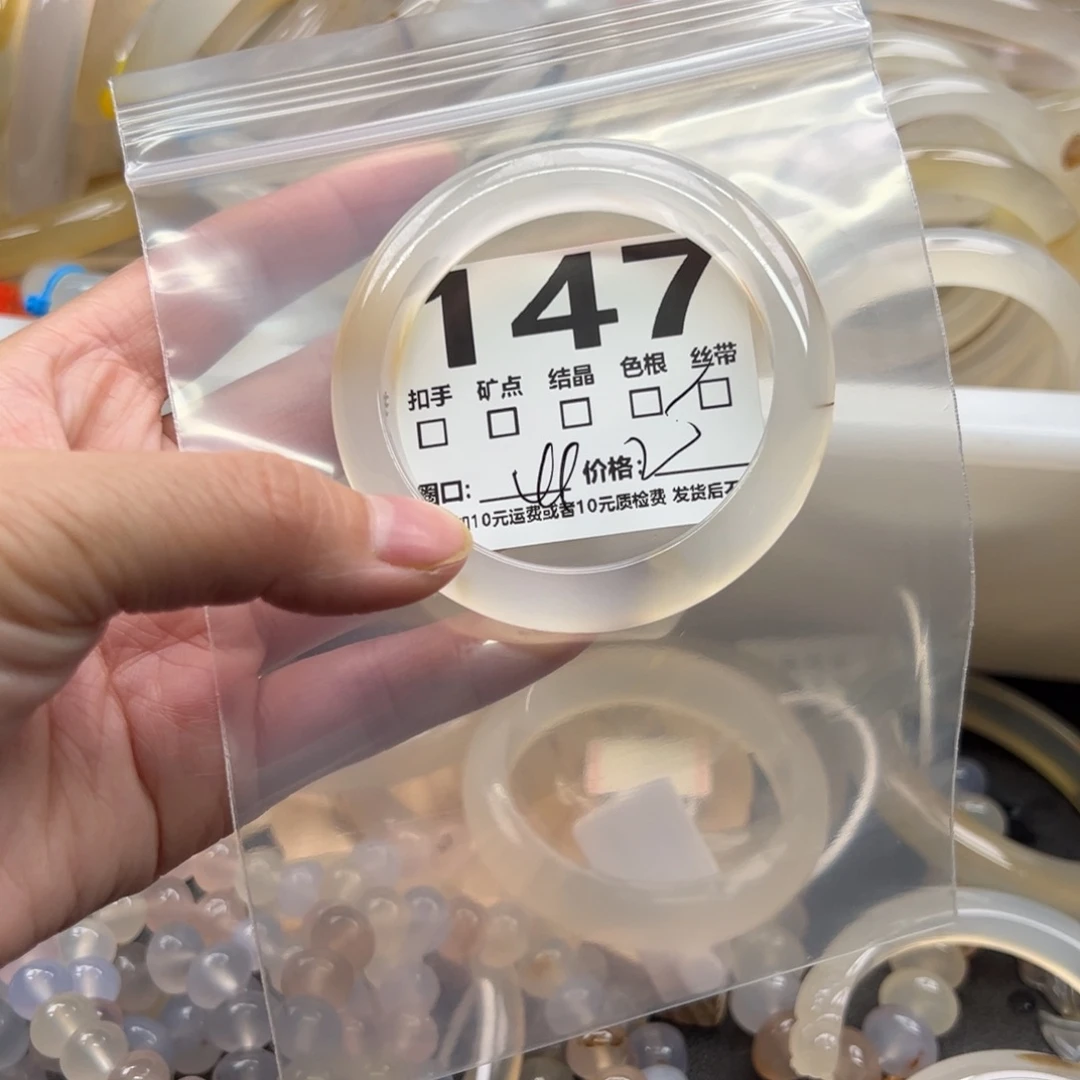 147
扣手 矿点 结晶 色根 丝带
圈口: 价格:
10元运费或者10元质检费 发货后不